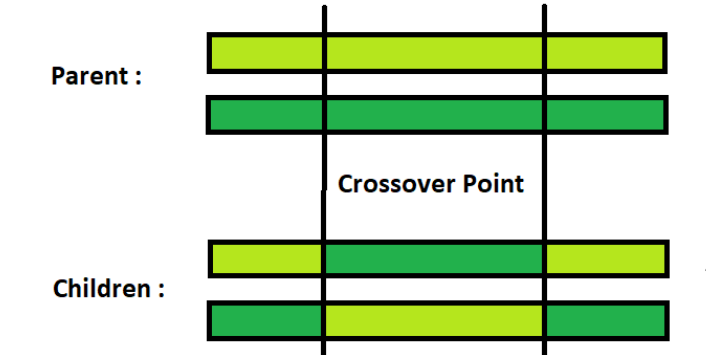 Parent :
Crossover Point
Children :